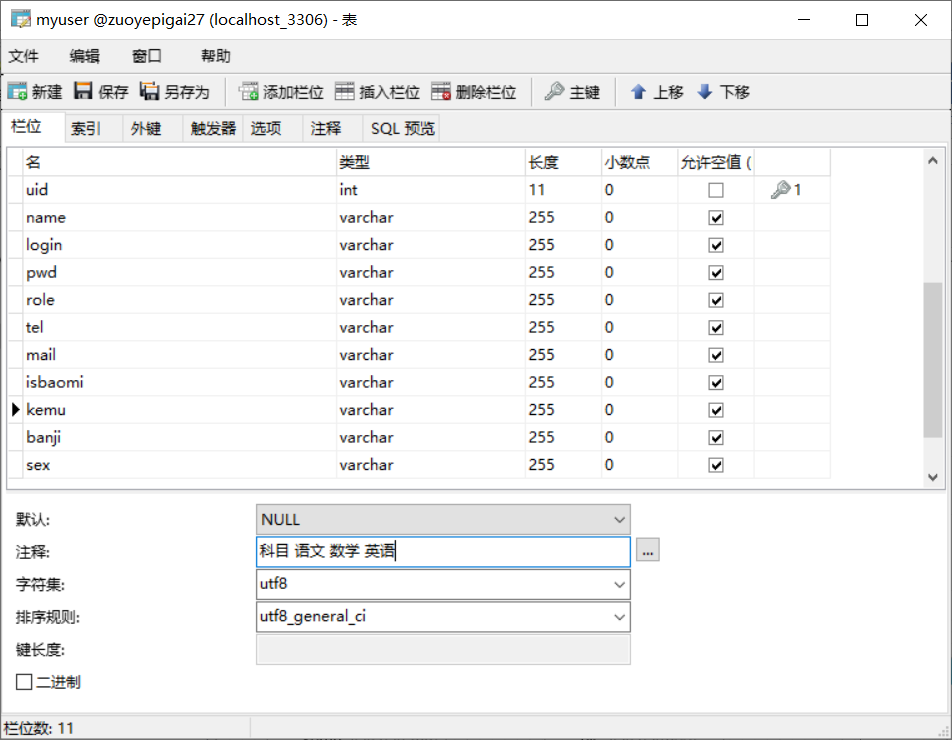 myuser @zuoyepigai27 (localhost_3306) - 表
文件 编辑 窗口 帮助
新建 保存 另存为 添加栏位 插入栏位 删除栏位 主键 上移 下移
栏位 索引 外键 触发器 选项 注释 SQL 预览
名 类型 长度 小数点 允许空值 (
uid int 11 0 1
name varchar 255 0
login varchar 255 0
pwd varchar 255 0
role varchar 255 0
tel varchar 255 0
mail varchar 255 0
isbaomi varchar 255 0
kemu varchar 255 0
banji varchar 255 0
sex varchar 255 0
默认: NULL
注释: 科目 语文 数学 英语 ...
字符集: utf8
排序规则: utf8_general_ci
键长度:
二进制
栏位数: 11